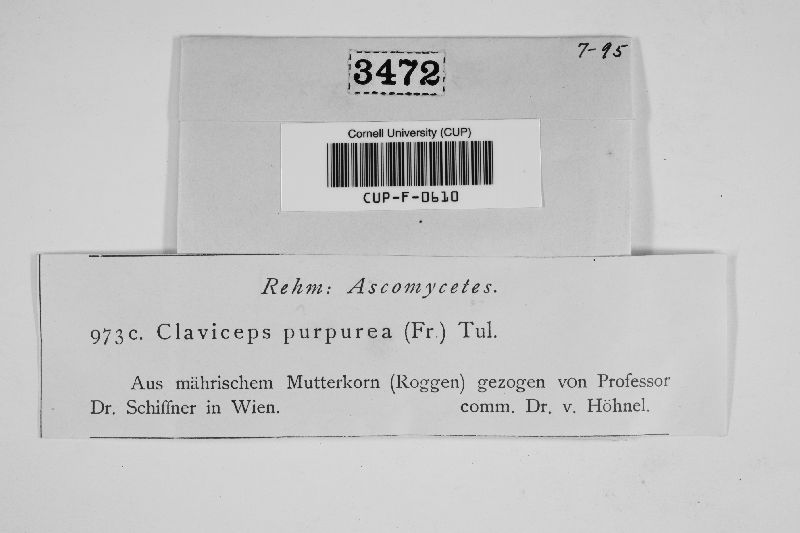 7-95
3472
Cornell University (CUP)
CUP-F-0610
Rehm: Ascomycetes.
973c. Claviceps purpurea (Fr.) Tul.
Aus mährischem Mutterkorn (Roggen) gezogen von Professor
Dr. Schiffner in Wien. comm. Dr. v. Höhnel.